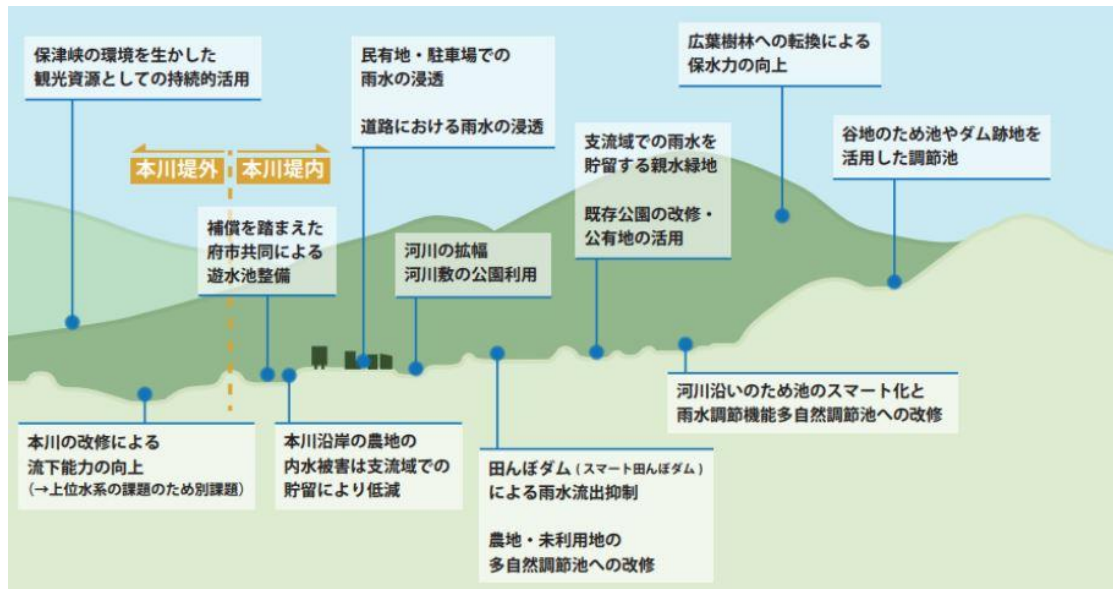 保津峡の環境を生かした
観光資源としての持続的活用
本川堤外
本川堤内
補償を踏まえた
府市共同による
遊水池整備
民有地・駐車場での
雨水の浸透
道路における雨水の浸透
河川の拡幅
河川敷の公園利用
支流域での雨水を
貯留する親水緑地
既存公園の改修・
公有地の活用
広葉樹林への転換による
保水力の向上
谷地のため池やダム跡地を
活用した調節池
本川の改修による
流下能力の向上
(→上位水系の課題のため別課題)
本川沿岸の農地の
内水被害は支流域での
貯留により低減
田んぼダム(スマート田んぼダム)
による雨水流出抑制
農地・未利用地の
多自然調節池への改修
河川沿いのため池のスマート化と
雨水調節機能多自然調節池への改修